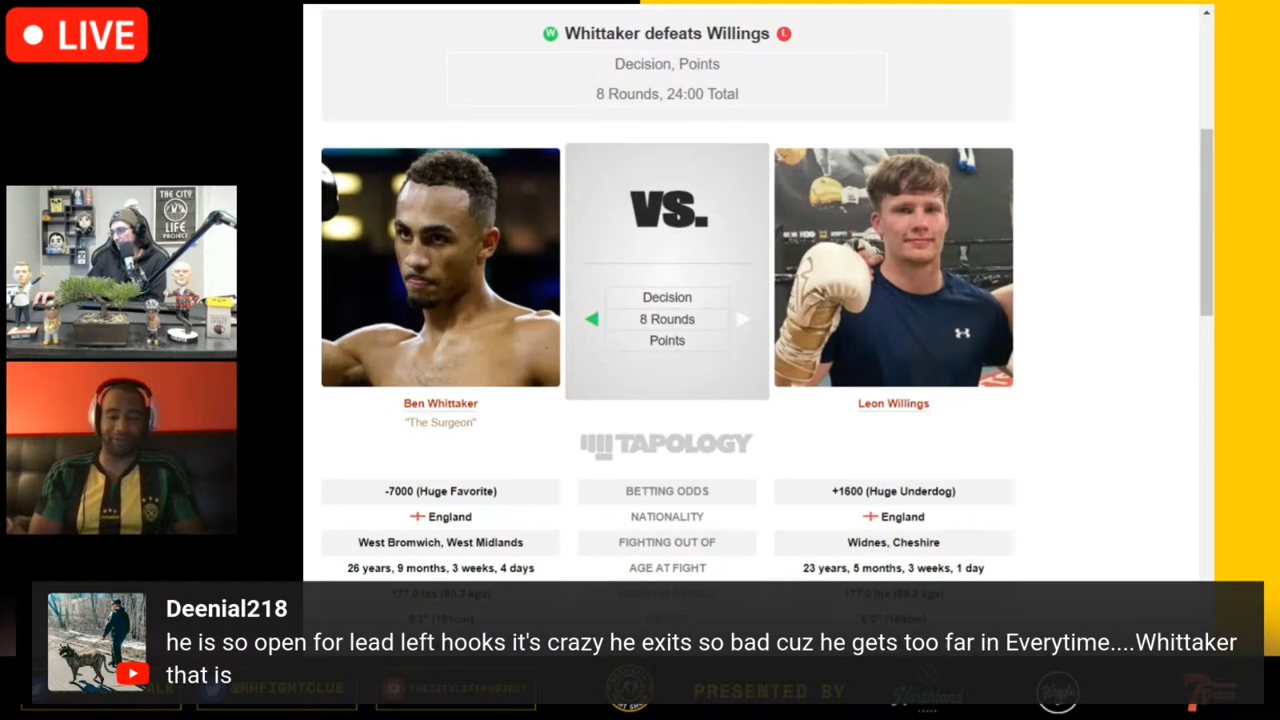 LIVE
W Whittaker defeats Willings L
Decision, Points
8 Rounds, 24:00 Total
THE CITY
LIFE
PROJECT
VS.
Decision
8 Rounds
Points
Ben Whittaker
"The Surgeon"
Leon Willings
TAPOLOGY
-7000 (Huge Favorite) BETTING ODDS +1600 (Huge Underdog)
England NATIONALITY England
West Bromwich, West Midlands FIGHTING OUT OF Widnes, Cheshire
26 years, 9 months, 3 weeks, 4 days AGE AT FIGHT 23 years, 5 months, 3 weeks, 1 day
Deenial218
he is so open for lead left hooks it's crazy he exits so bad cuz he gets too far in Everytime....Whittaker
that is
THECITYLIFEPROJECT
PRESENTED BY